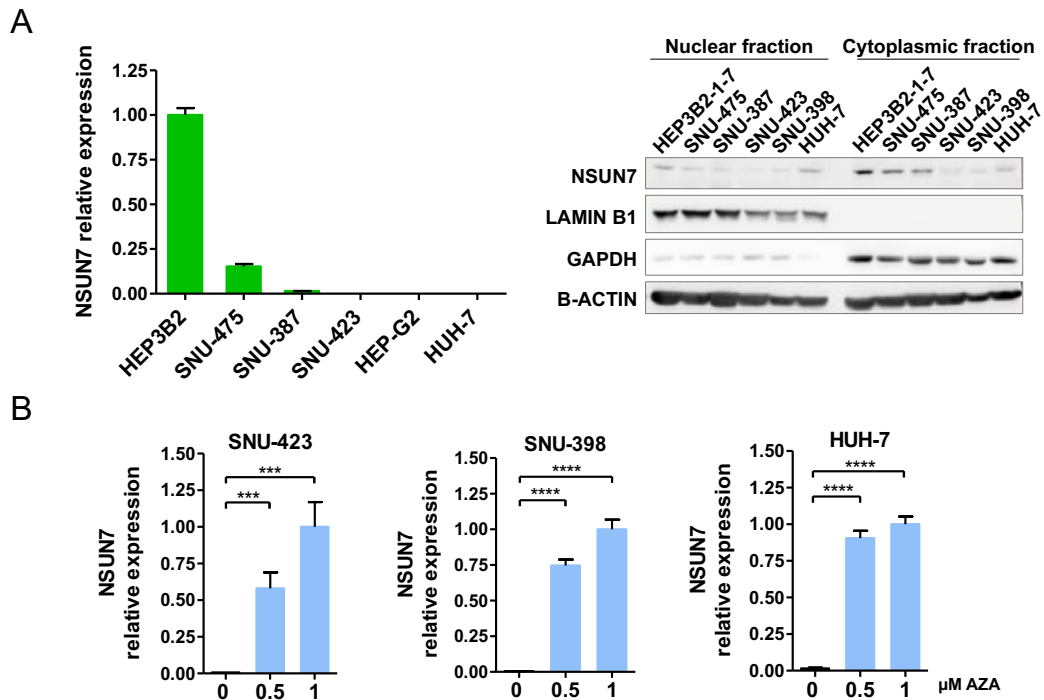 A
NSUN7 relative expression
1.25
1.00
0.75
0.50
0.25
0.00
HEP3B2
SNU-475
SNU-387
SNU-423
HEP-G2
HUH-7
Nuclear fraction
Cytoplasmic fraction
HEP3B2-1-7
SNU-475
SNU-387
SNU-423
SNU-398
HUH-7
HEP3B2-1-7
SNU-475
SNU-387
SNU-423
SNU-398
HUH-7
NSUN7
LAMIN B1
GAPDH
B-ACTIN
B
SNU-423
NSUN7
relative expression
1.50
1.25
1.00
0.75
0.50
0.25
0.00
***
***
0 0.5 1
SNU-398
NSUN7
relative expression
1.50
1.25
1.00
0.75
0.50
0.25
0.00
****
****
0 0.5 1
HUH-7
NSUN7
relative expression
1.50
1.25
1.00
0.75
0.50
0.25
0.00
****
****
0 0.5 1 µM AZA